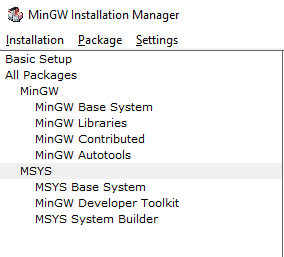 MinGW Installation Manager
Installation Package Settings
Basic Setup
All Packages
MinGW
MinGW Base System
MinGW Libraries
MinGW Contributed
MinGW Autotools
MSYS
MSYS Base System
MinGW Developer Toolkit
MSYS System Builder